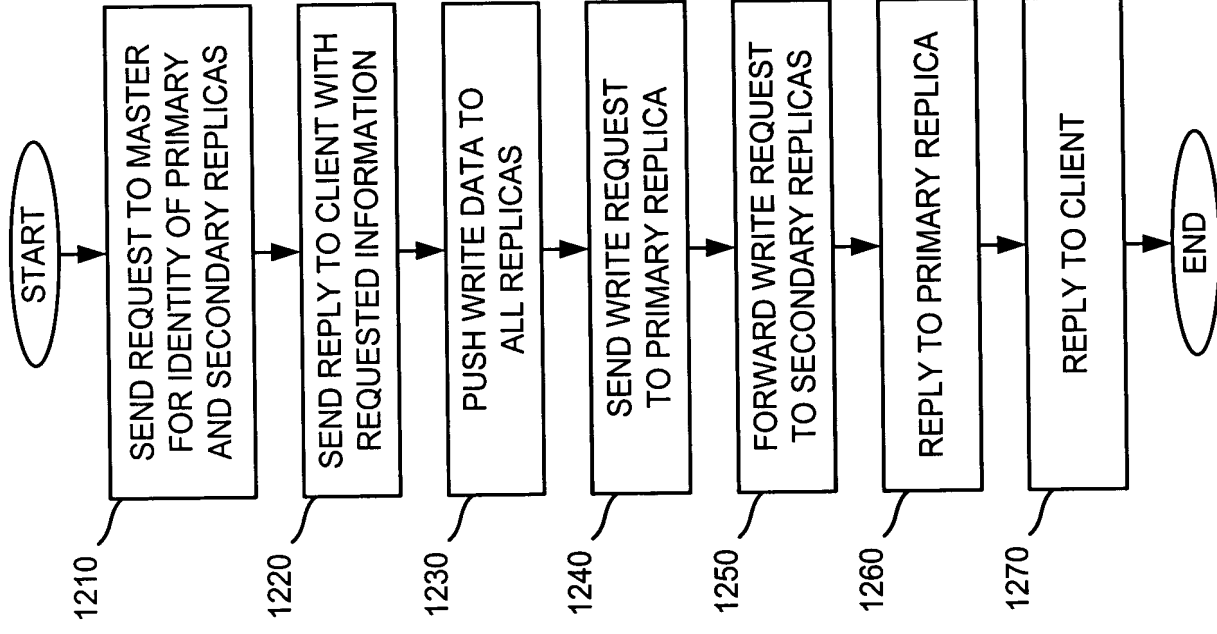 START
1210
SEND REQUEST TO MASTER
FOR IDENTITY OF PRIMARY
AND SECONDARY REPLICAS
1220
SEND REPLY TO CLIENT WITH
REQUESTED INFORMATION
1230
PUSH WRITE DATA TO
ALL REPLICAS
1240
SEND WRITE REQUEST
TO PRIMARY REPLICA
1250
FORWARD WRITE REQUEST
TO SECONDARY REPLICAS
1260
REPLY TO PRIMARY REPLICA
1270
REPLY TO CLIENT
END